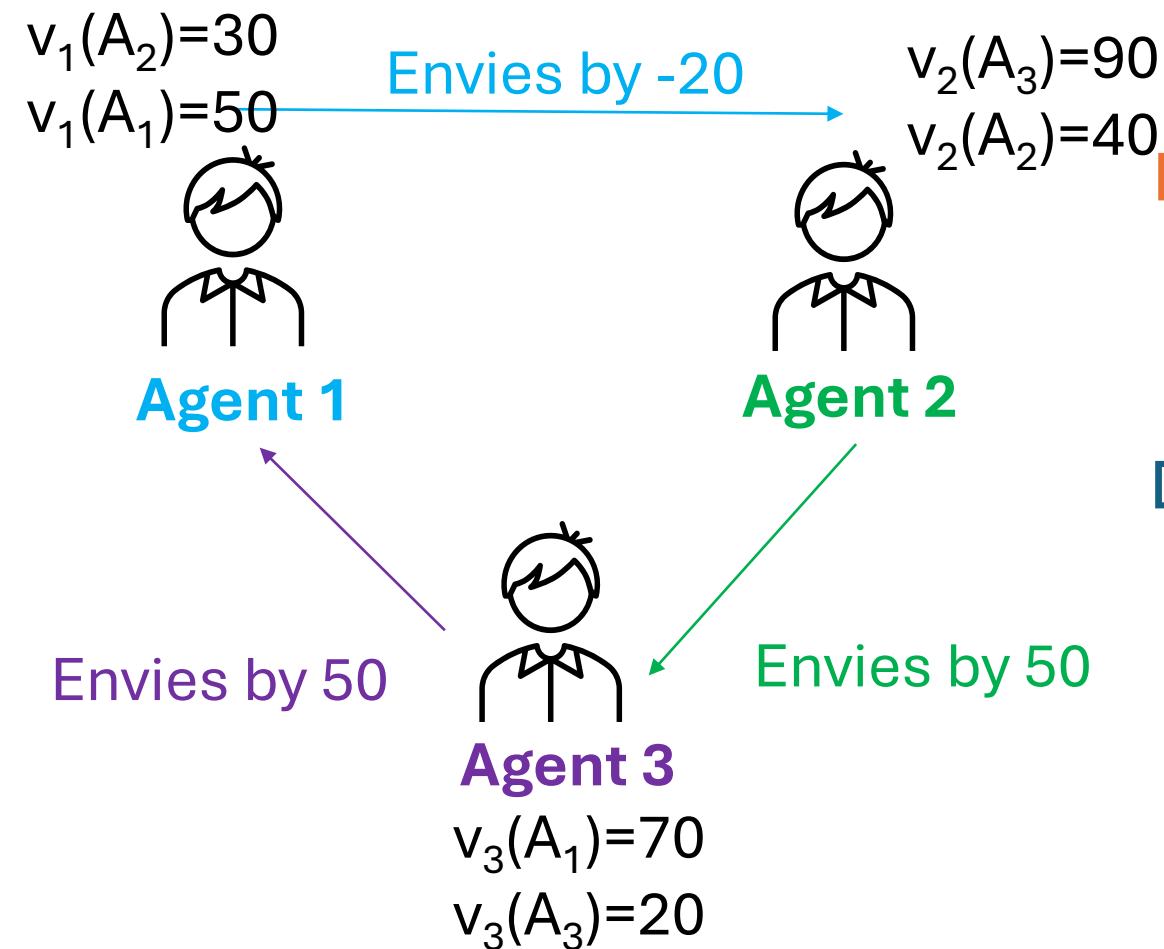 v₁(A₂)=30
v₁(A₁)=50
Envies by -20
v₂(A₃)=90
v₂(A₂)=40
Agent 1
Agent 2
Envies by 50
Envies by 50
Agent 3
v₃(A₁)=70
v₃(A₃)=20